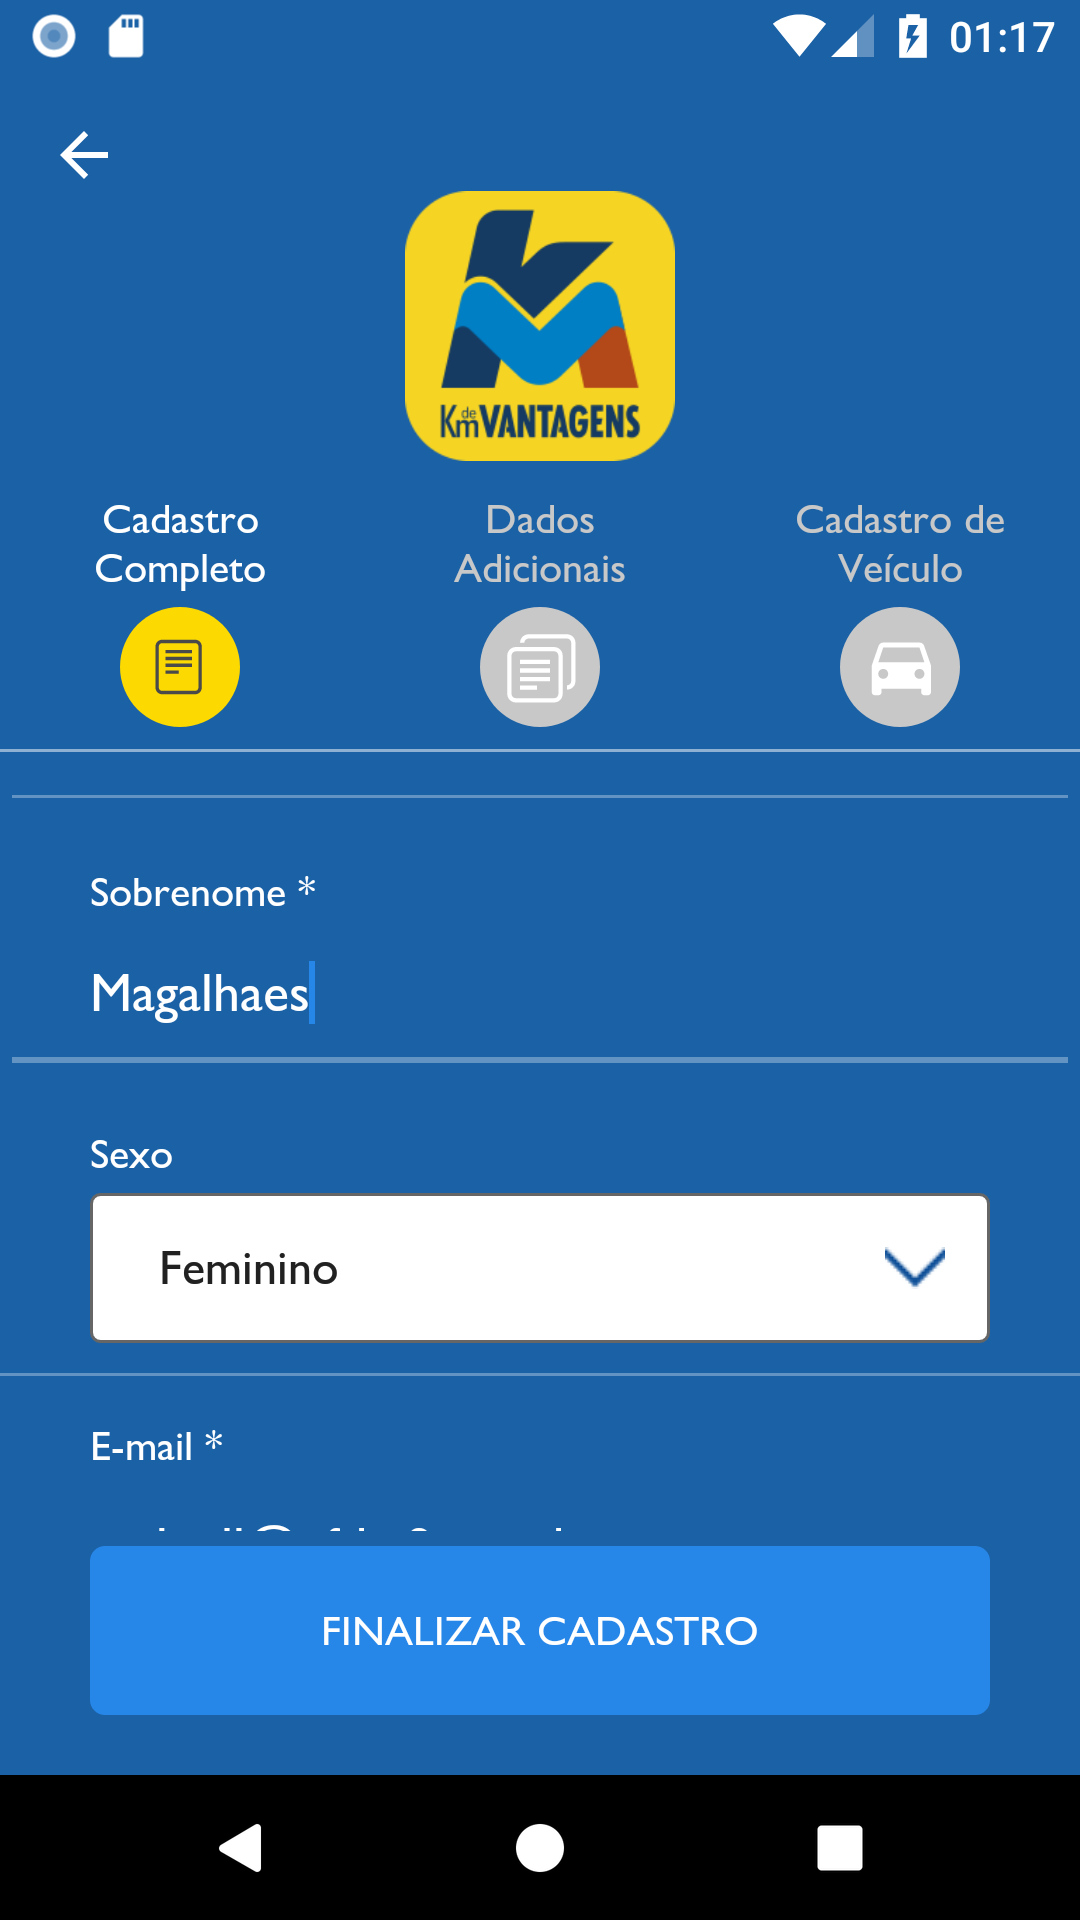 01:17
Km de VANTAGENS
Cadastro
Completo
Dados
Adicionais
Cadastro de
Veículo
Sobrenome *
Magalhaes
Sexo
Feminino
E-mail *
FINALIZAR CADASTRO